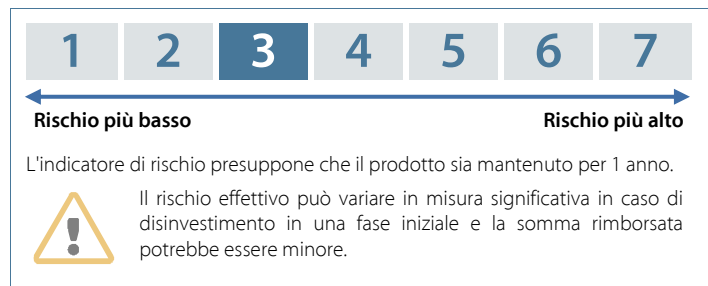 1 2 3 4 5 6 7
Rischio più basso Rischio più alto
L'indicatore di rischio presuppone che il prodotto sia mantenuto per 1 anno.
Il rischio effettivo può variare in misura significativa in caso di
disinvestimento in una fase iniziale e la somma rimborsata
potrebbe essere minore.